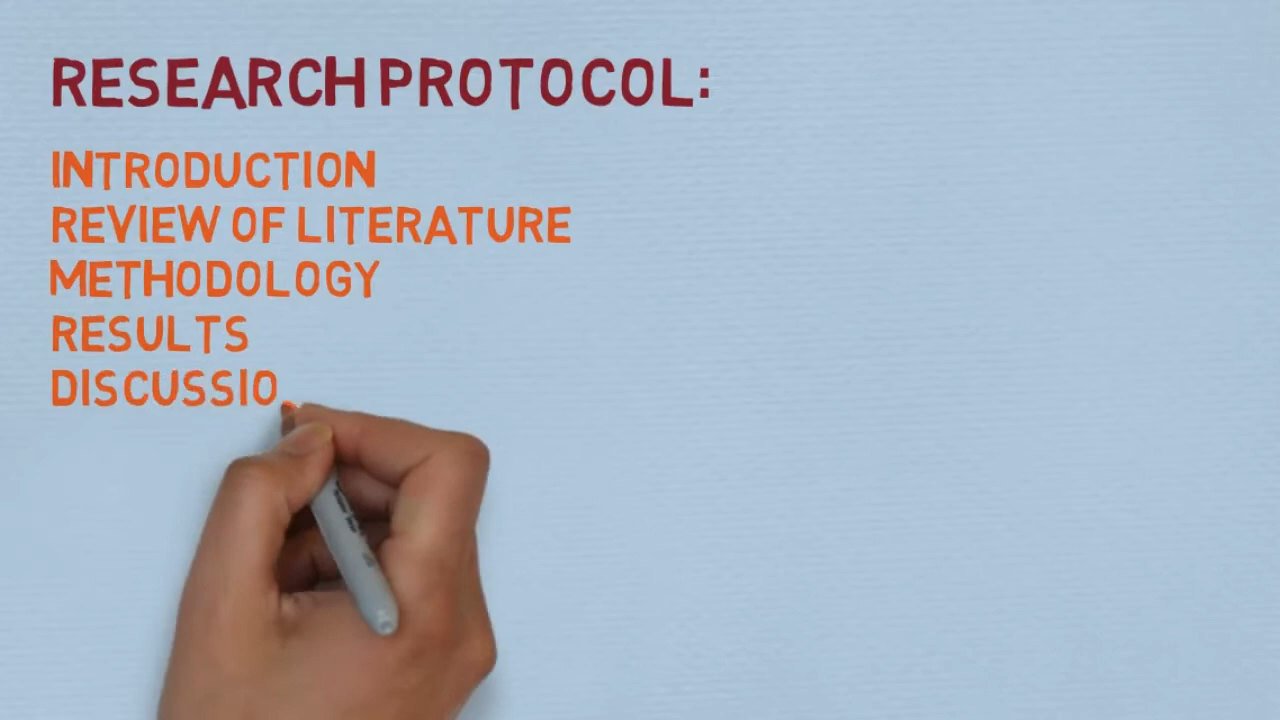 RESEARCH PROTOCOL:
INTRODUCTION
REVIEW OF LITERATURE
METHODOLOGY
RESULTS
DISCUSSIO